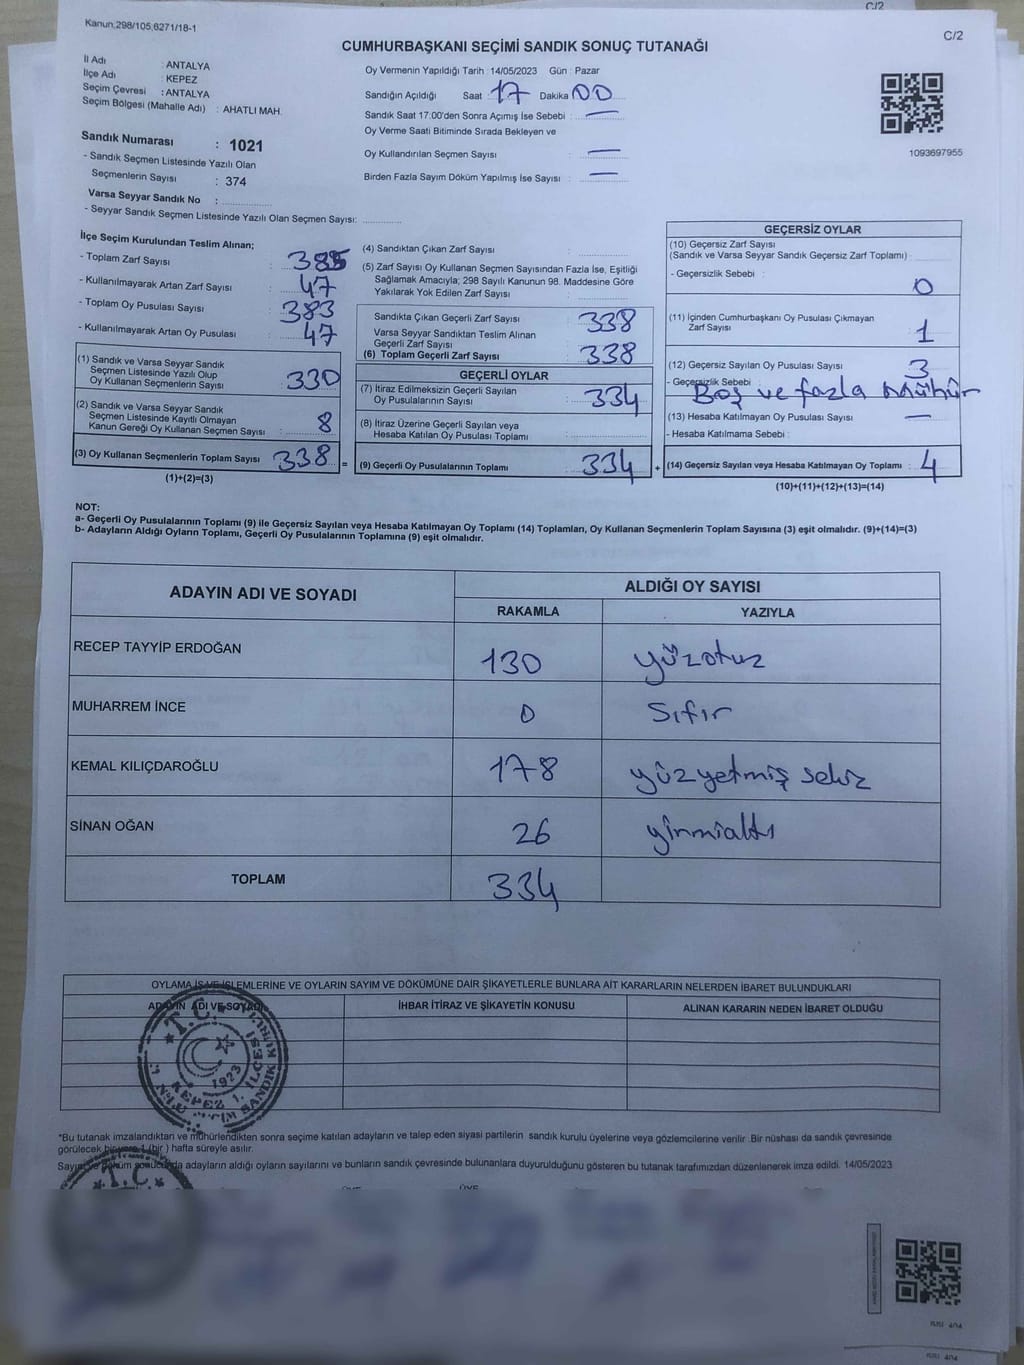 C/2
Kanun:298/105;6271/18-1
C/2
CUMHURBAŞKANI SEÇİMİ SANDIK SONUÇ TUTANAĞI
İl Adı : ANTALYA
İlçe Adı : KEPEZ
Seçim Çevresi : ANTALYA
Seçim Bölgesi (Mahalle Adı) : AHATLI MAH.
Sandık Numarası : 1021
- Sandık Seçmen Listesinde Yazılı Olan
Seçmenlerin Sayısı : 374
Varsa Seyyar Sandık No :
- Seyyar Sandık Seçmen Listesinde Yazılı Olan Seçmen Sayısı:
Oy Vermenin Yapıldığı Tarih : 14/05/2023 Gün : Pazar
Sandığın Açıldığı Saat : 17 Dakika 00
Sandık Saat 17:00'den Sonra Açımış İse Sebebi : —
Oy Verme Saati Bitiminde Sırada Bekleyen ve
Oy Kullandırılan Seçmen Sayısı : —
Birden Fazla Sayım Döküm Yapılmış İse Sayısı : —
1093697955
İlçe Seçim Kurulundan Teslim Alınan;
- Toplam Zarf Sayısı : 385
- Kullanılmayarak Artan Zarf Sayısı : 47
- Toplam Oy Pusulası Sayısı : 383
- Kullanılmayarak Artan Oy Pusulası : 47
(1) Sandık ve Varsa Seyyar Sandık
Seçmen Listesinde Yazılı Olup
Oy Kullanan Seçmenlerin Sayısı : 330
(2) Sandık ve Varsa Seyyar Sandık
Seçmen Listesinde Kayıtlı Olmayan
Kanun Gereği Oy Kullanan Seçmen Sayısı : 8
(3) Oy Kullanan Seçmenlerin Toplam Sayısı : 338 =
(1)+(2)=(3)
(4) Sandıktan Çıkan Zarf Sayısı :
(5) Zarf Sayısı Oy Kullanan Seçmen Sayısından Fazla İse, Eşitliği
Sağlamak Amacıyla; 298 Sayılı Kanunun 98. Maddesine Göre
Yakılarak Yok Edilen Zarf Sayısı :
Sandıkta Çıkan Geçerli Zarf Sayısı : 338
Varsa Seyyar Sandıktan Teslim Alınan
Geçerli Zarf Sayısı :
(6) Toplam Geçerli Zarf Sayısı : 338
GEÇERLİ OYLAR
(7) İtiraz Edilmeksizin Geçerli Sayılan
Oy Pusulalarının Sayısı : 334
(8) İtiraz Üzerine Geçerli Sayılan veya
Hesaba Katılan Oy Pusulası Toplamı :
(9) Geçerli Oy Pusulalarının Toplamı : 334 +
GEÇERSİZ OYLAR
(10) Geçersiz Zarf Sayısı
(Sandık ve Varsa Seyyar Sandık Geçersiz Zarf Toplamı) :
- Geçersizlik Sebebi : 0
(11) İçinden Cumhurbaşkanı Oy Pusulası Çıkmayan
Zarf Sayısı : 1
(12) Geçersiz Sayılan Oy Pusulası Sayısı : 3
- Geçersizlik Sebebi : Boş ve fazla mühür
(13) Hesaba Katılmayan Oy Pusulası Sayısı : —
- Hesaba Katılmama Sebebi :
(14) Geçersiz Sayılan veya Hesaba Katılmayan Oy Toplamı : 4
(10)+(11)+(12)+(13)=(14)
NOT:
a- Geçerli Oy Pusulalarının Toplamı (9) ile Geçersiz Sayılan veya Hesaba Katılmayan Oy Toplamı (14) Toplamları, Oy Kullanan Seçmenlerin Toplam Sayısına (3) eşit olmalıdır. (9)+(14)=(3)
b- Adayların Aldığı Oyların Toplamı, Geçerli Oy Pusulalarının Toplamına (9) eşit olmalıdır.
ADAYIN ADI VE SOYADI ALDIĞI OY SAYISI
RAKAMLA YAZIYLA
RECEP TAYYİP ERDOĞAN 130 yüzotuz
MUHARREM İNCE 0 Sıfır
KEMAL KILIÇDAROĞLU 178 yüzyetmiş sekiz
SİNAN OĞAN 26 yirmialtı
TOPLAM 334
OYLAMA İŞ VE İŞLEMLERİNE VE OYLARIN SAYIM VE DÖKÜMÜNE DAİR ŞİKAYETLERLE BUNLARA AİT KARARLARIN NELERDEN İBARET BULUNDUKLARI
ADAYIN ADI VE SOYADI İHBAR İTİRAZ VE ŞİKAYETİN KONUSU ALINAN KARARIN NEDEN İBARET OLDUĞU
T.C.
1923
KEPEZ 1. İLÇESİ
SANDIK KURULU
*Bu tutanak imzalandıktan ve mühürlendikten sonra seçime katılan adayların ve talep eden siyasi partilerin sandık kurulu üyelerine veya gözlemcilerine verilir. Bir nüshası da sandık çevresinde
görülecek bir yere 1 (bir ) hafta süreyle asılır.
Sayım ve döküm sonucunda adayların aldığı oyların sayılarını ve bunların sandık çevresinde bulunanlara duyurulduğunu gösteren bu tutanak tarafımızdan düzenlenerek imza edildi. 14/05/2023
T.C.